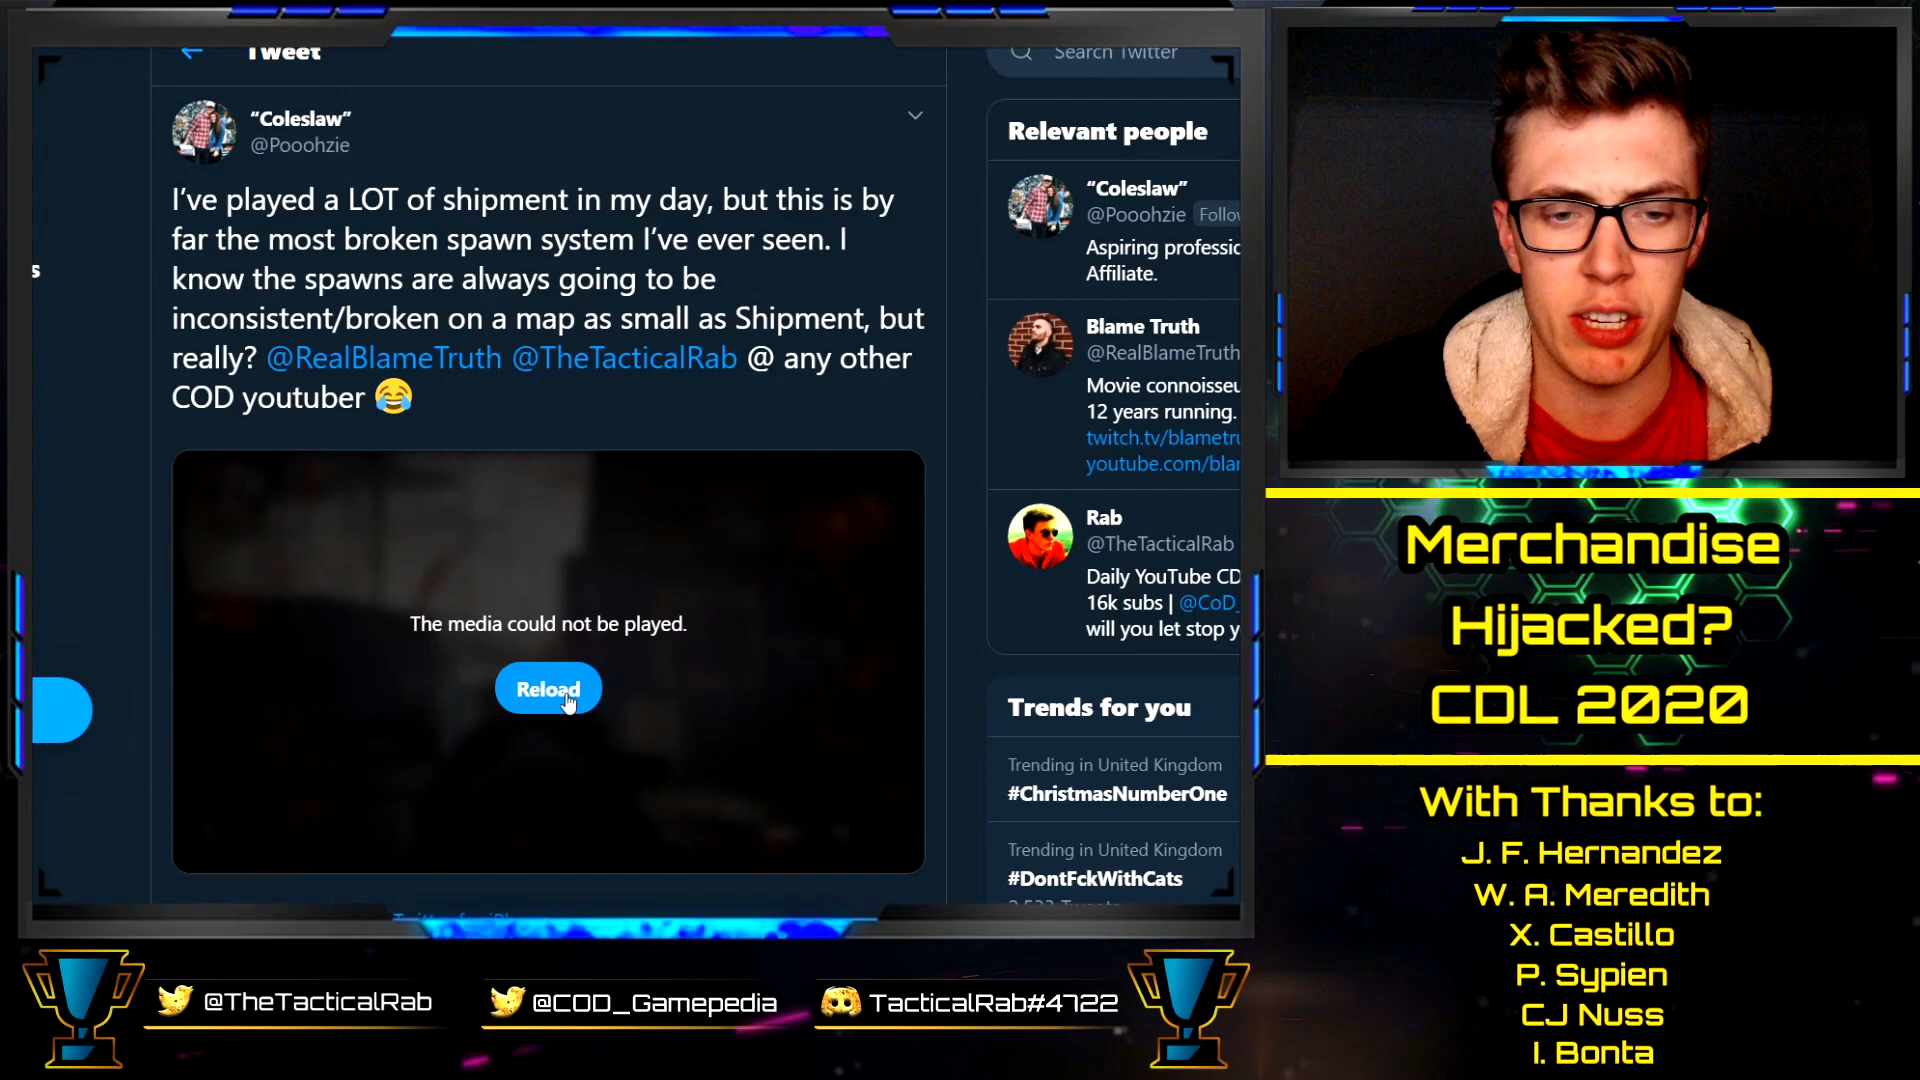 Tweet
Search Twitter
“Coleslaw”
@Pooohzie
I’ve played a LOT of shipment in my day, but this is by
far the most broken spawn system I’ve ever seen. I
know the spawns are always going to be
inconsistent/broken on a map as small as Shipment, but
really? @RealBlameTruth @TheTacticalRab @ any other
COD youtuber 😂
s
The media could not be played.
Reload
Relevant people
“Coleslaw”
@Pooohzie Follow
Aspiring professic
Affiliate.
Blame Truth
@RealBlameTruth
Movie connoisseu
12 years running.
twitch.tv/blametru
youtube.com/blar
Rab
@TheTacticalRab
Daily YouTube CD
16k subs | @CoD_
will you let stop y
Trends for you
Trending in United Kingdom
#ChristmasNumberOne
Trending in United Kingdom
#DontFckWithCats
Merchandise
Hijacked?
CDL 2020
With Thanks to:
J. F. Hernandez
W. A. Meredith
X. Castillo
P. Sypien
CJ Nuss
I. Bonta
@TheTacticalRab
@COD_Gamepedia
TacticalRab#4722